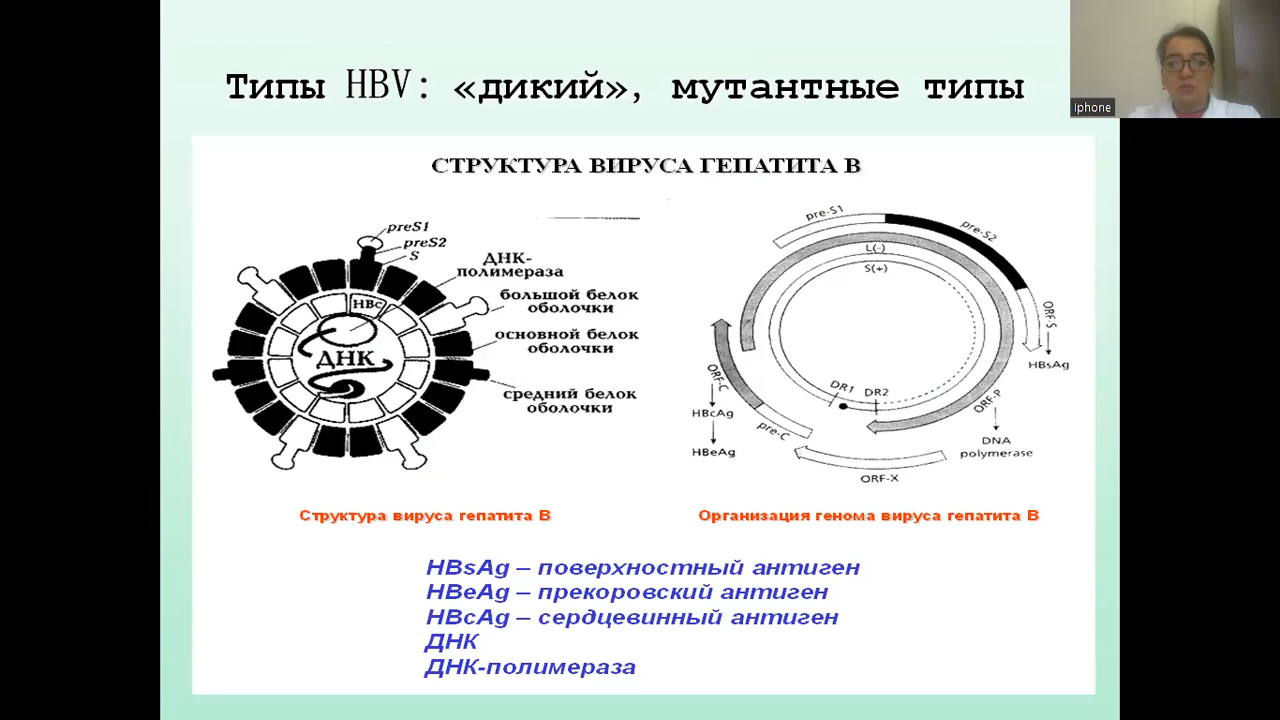 Типы HBV: «дикий», мутантные типы
Iphone
СТРУКТУРА ВИРУСА ГЕПАТИТА В
preS1
preS2
S
ДНК-
полимераза
большой белок
оболочки
основной белок
оболочки
средний белок
оболочки
HBc
ДНК
pre-S1
pre-S2
L(-)
S(+)
ORF-S
HBsAg
DR1
DR2
ORF-C
HBcAg
HBeAg
pre-C
ORF-P
DNA
polymerase
ORF-X
Структура вируса гепатита В
Организация генома вируса гепатита В
HBsAg – поверхностный антиген
HBeAg – прекоровский антиген
HBcAg – сердцевинный антиген
ДНК
ДНК-полимераза